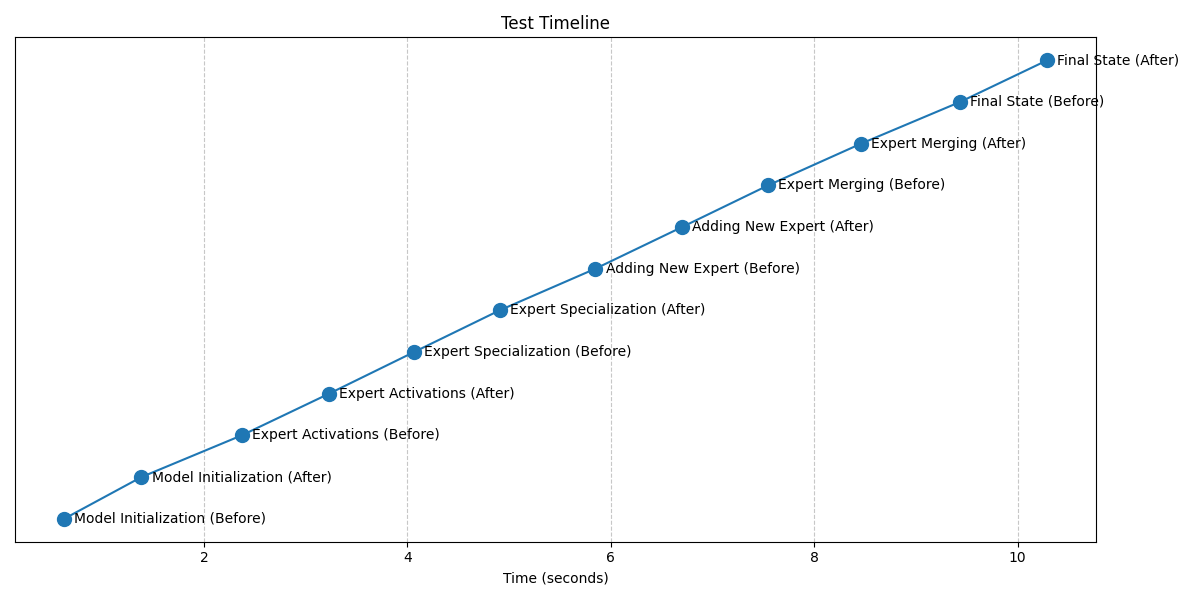 Test Timeline
Final State (After)
Final State (Before)
Expert Merging (After)
Expert Merging (Before)
Adding New Expert (After)
Adding New Expert (Before)
Expert Specialization (After)
Expert Specialization (Before)
Expert Activations (After)
Expert Activations (Before)
Model Initialization (After)
Model Initialization (Before)
2 4 6 8 10
Time (seconds)